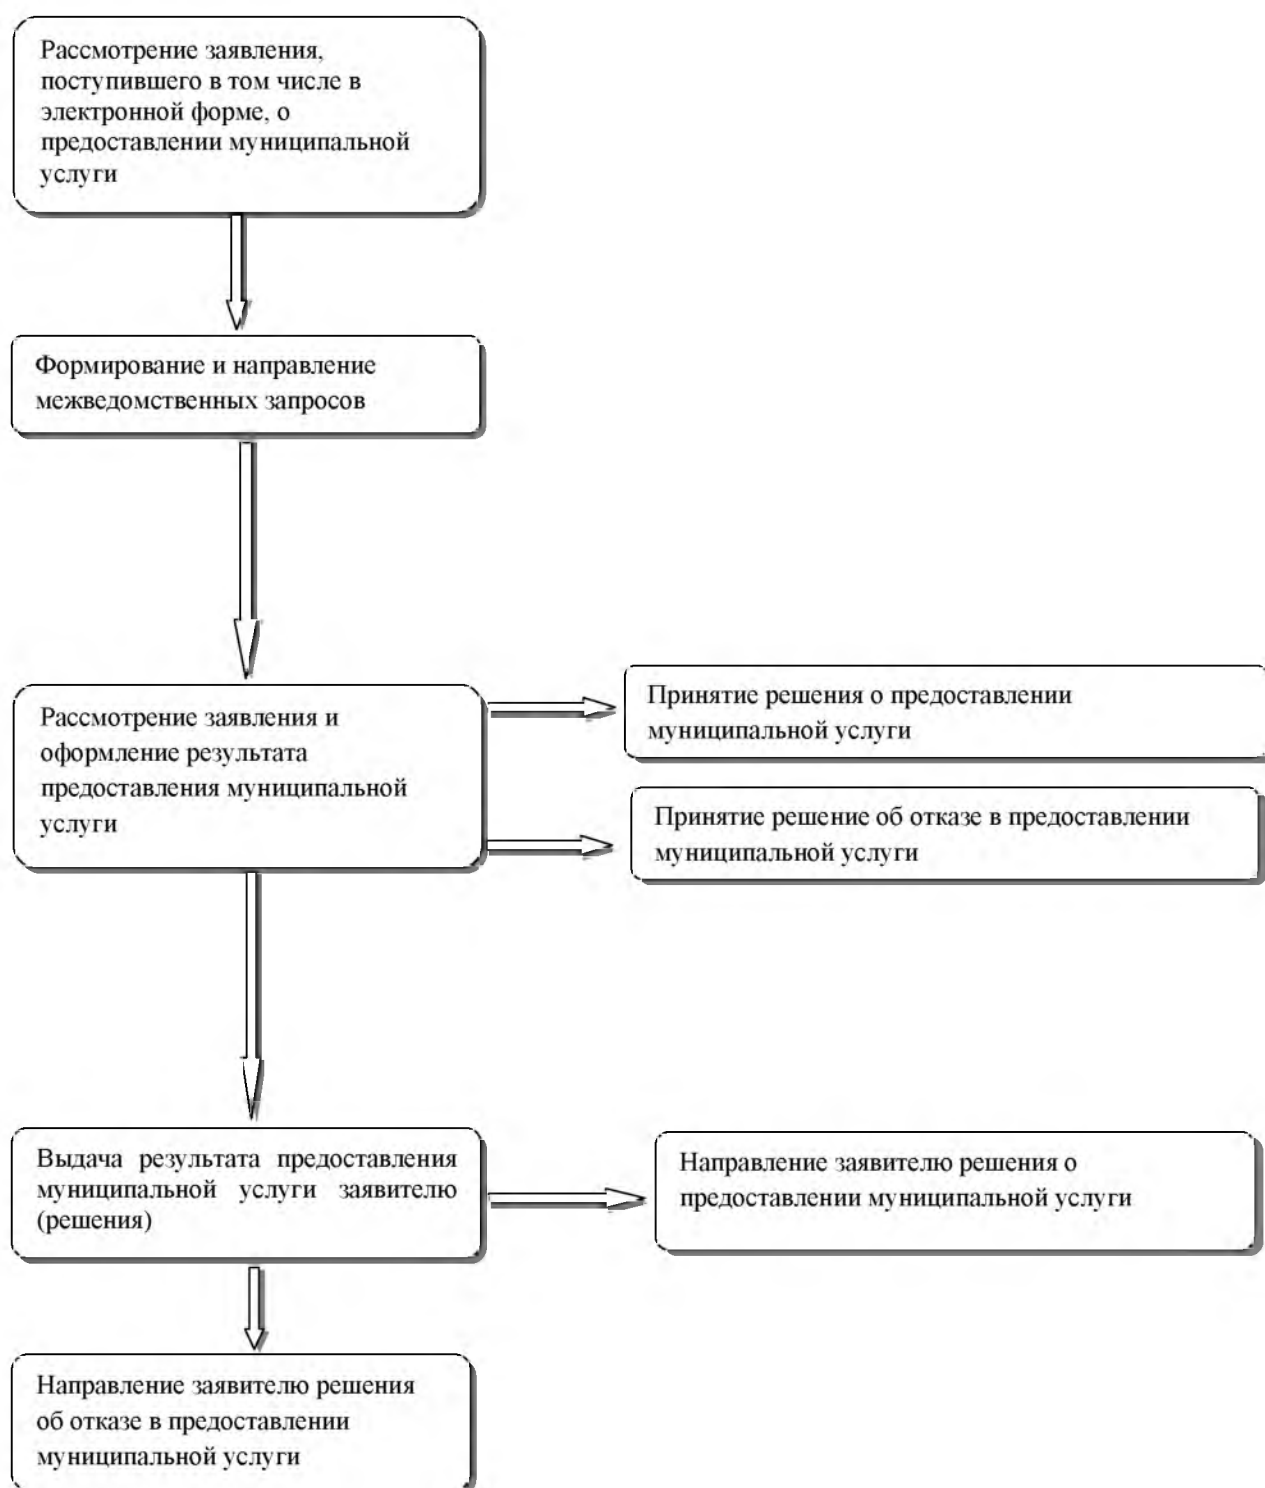 Рассмотрение заявления,
поступившего в том числе в
электронной форме, о
предоставлении муниципальной
услуги
Формирование и направление
межведомственных запросов
Рассмотрение заявления и
оформление результата
предоставления муниципальной
услуги
Принятие решения о предоставлении
муниципальной услуги
Принятие решение об отказе в предоставлении
муниципальной услуги
Выдача результата предоставления
муниципальной услуги заявителю
(решения)
Направление заявителю решения о
предоставлении муниципальной услуги
Направление заявителю решения
об отказе в предоставлении
муниципальной услуги